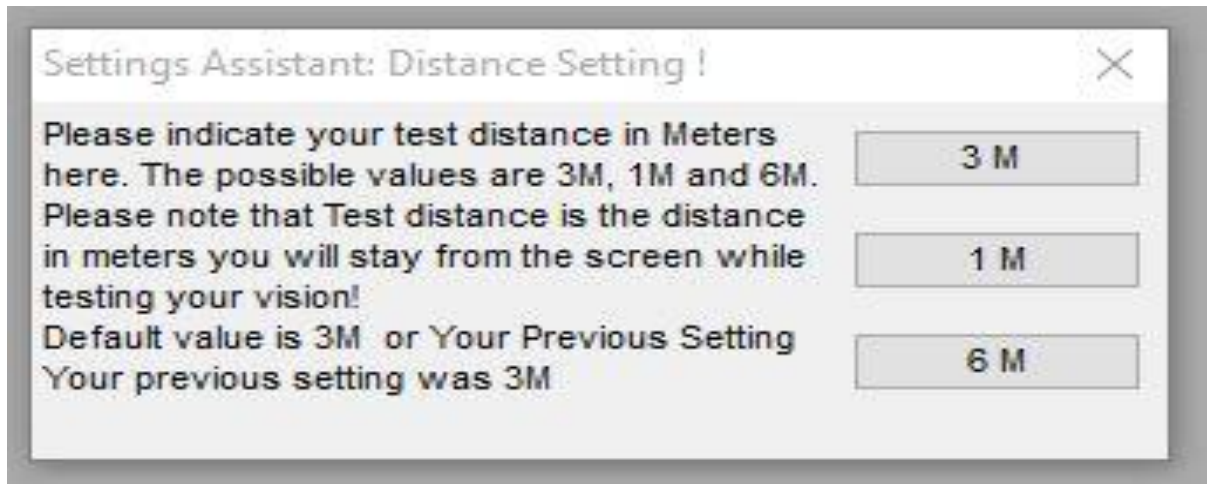 Settings Assistant: Distance Setting !
Please indicate your test distance in Meters
here. The possible values are 3M, 1M and 6M.
Please note that Test distance is the distance
in meters you will stay from the screen while
testing your vision!
Default value is 3M  or Your Previous Setting
Your previous setting was 3M
3 M
1 M
6 M